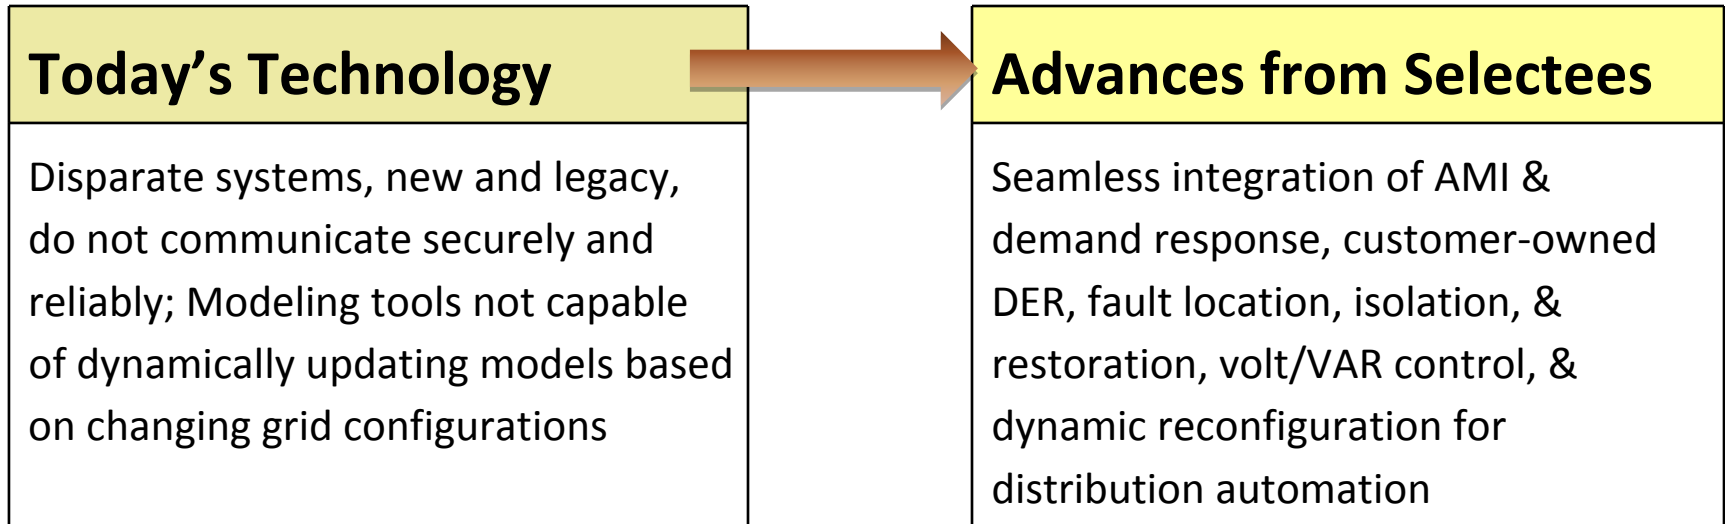 Today’s Technology
Disparate systems, new and legacy,
do not communicate securely and
reliably; Modeling tools not capable
of dynamically updating models based
on changing grid configurations
Advances from Selectees
Seamless integration of AMI &
demand response, customer-owned
DER, fault location, isolation, &
restoration, volt/VAR control, &
dynamic reconfiguration for
distribution automation